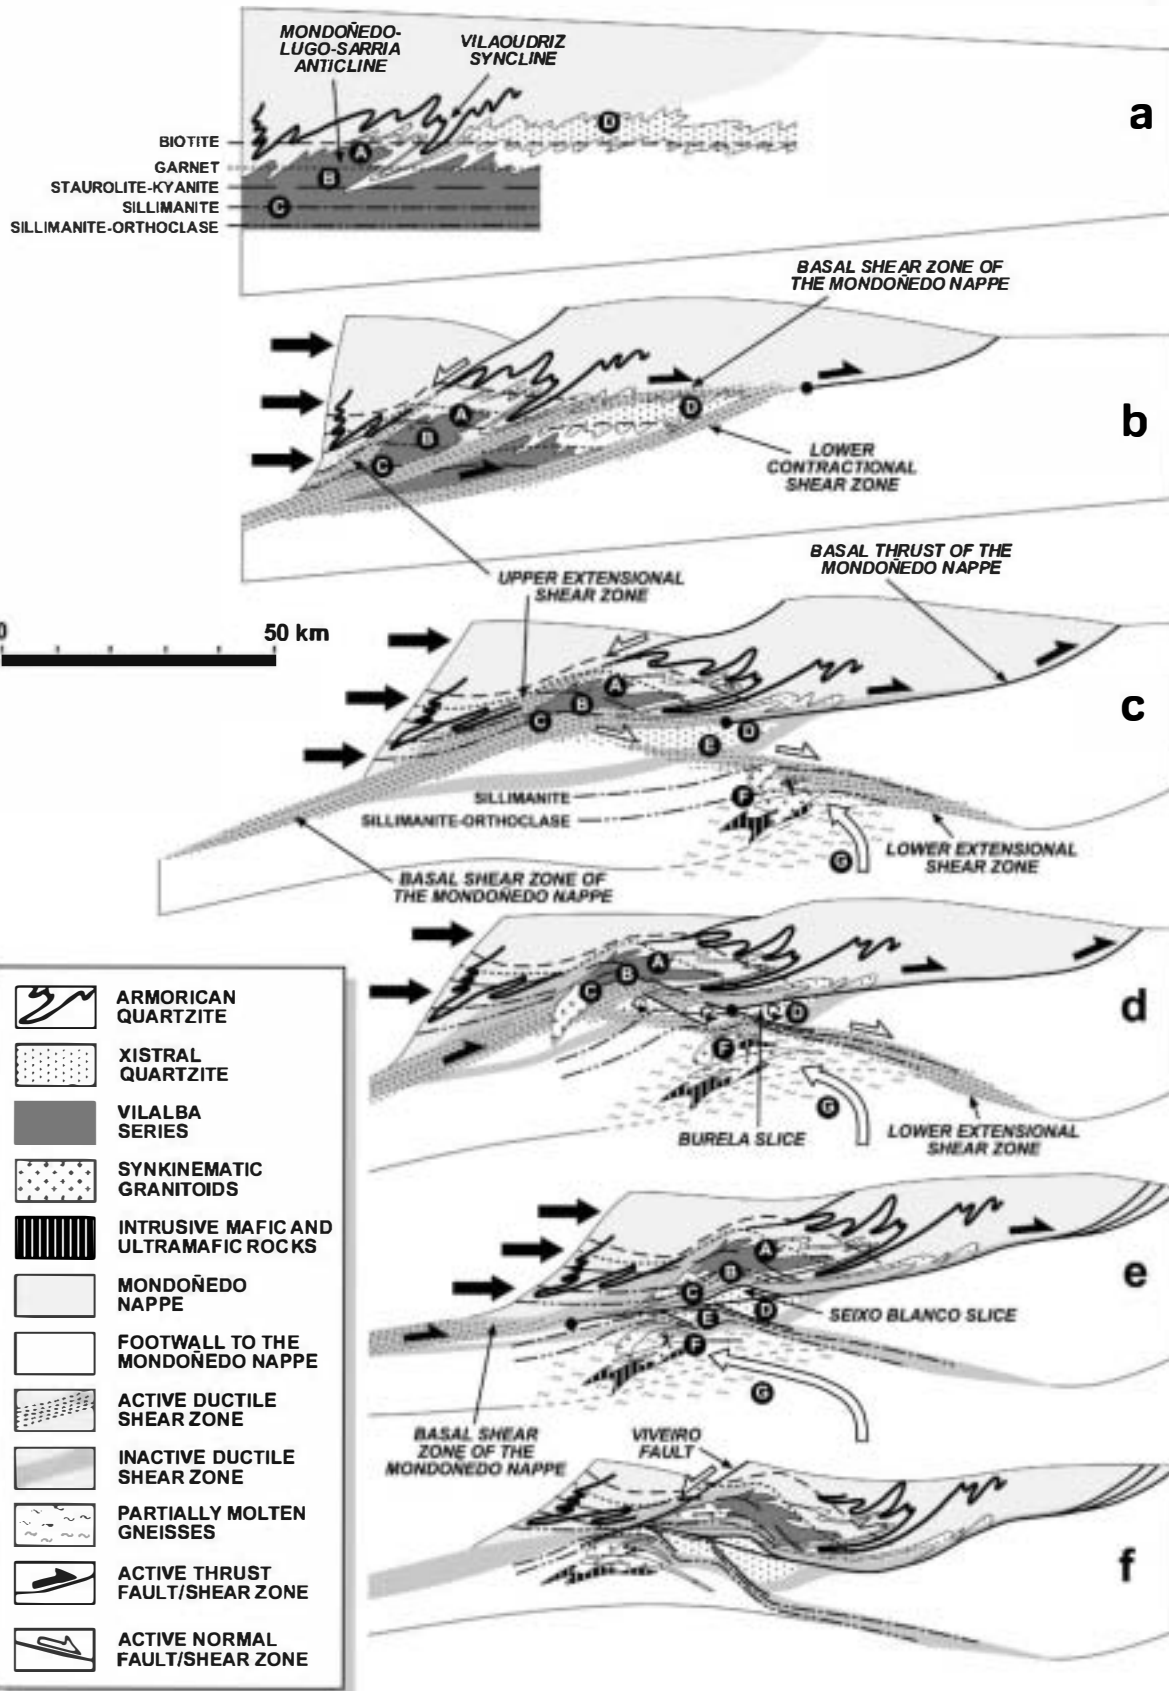 MONDOÑEDO-
LUGO-SARRIA
ANTICLINE
VILAOUDRIZ
SYNCLINE
a
D
BIOTITE
A
GARNET
B
STAUROLITE-KYANITE
SILLIMANITE
C
SILLIMANITE-ORTHOCLASE
BASAL SHEAR ZONE OF
THE MONDOÑEDO NAPPE
b
A
D
B
C
LOWER
CONTRACTIONAL
SHEAR ZONE
UPPER EXTENSIONAL
SHEAR ZONE
BASAL THRUST OF THE
MONDOÑEDO NAPPE
0
50 km
c
A
B
C
D
E
SILLIMANITE
F
SILLIMANITE-ORTHOCLASE
G
LOWER EXTENSIONAL
SHEAR ZONE
BASAL SHEAR ZONE OF
THE MONDOÑEDO NAPPE
d
A
B
C
D
F
G
BURELA SLICE
LOWER EXTENSIONAL
SHEAR ZONE
e
A
B
C
D
E
SEIXO BLANCO SLICE
F
G
BASAL SHEAR
ZONE OF THE
MONDOÑEDO NAPPE
VIVEIRO
FAULT
f
ARMORICAN
QUARTZITE
XISTRAL
QUARTZITE
VILALBA
SERIES
SYNKINEMATIC
GRANITOIDS
INTRUSIVE MAFIC AND
ULTRAMAFIC ROCKS
MONDOÑEDO
NAPPE
FOOTWALL TO THE
MONDOÑEDO NAPPE
ACTIVE DUCTILE
SHEAR ZONE
INACTIVE DUCTILE
SHEAR ZONE
PARTIALLY MOLTEN
GNEISSES
ACTIVE THRUST
FAULT/SHEAR ZONE
ACTIVE NORMAL
FAULT/SHEAR ZONE